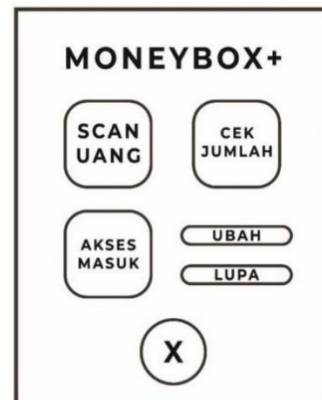 MONEYBOX+
SCAN
UANG
CEK
JUMLAH
AKSES
MASUK
UBAH
LUPA
X